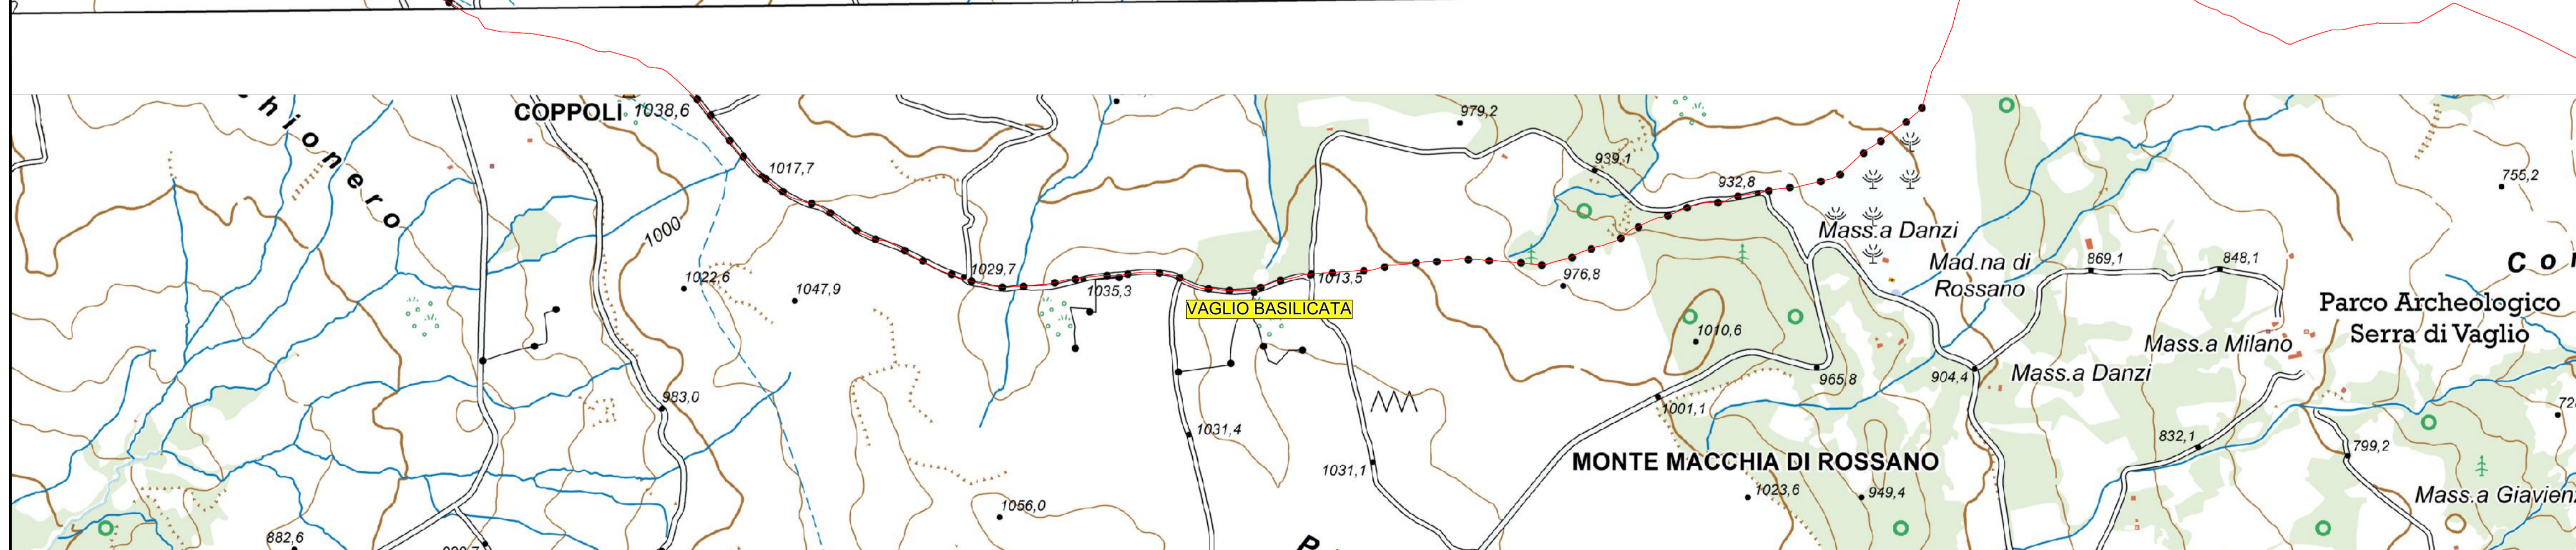 chionero
COPPOLI 1038,6
979,2
1017,7
939,1
932,8
755,2
1000
Mass.a Danzi
1029,7
1022,6
1047,9
1035,3
1013,5
976,8
Mad.na di
Rossano
869,1
848,1
VAGLIO BASILICATA
Parco Archeologico
Serra di Vaglio
1010,6
Mass.a Milano
965,8
904,4
Mass.a Danzi
983,0
1001,1
1031,4
832,1
799,2
1031,1
MONTE MACCHIA DI ROSSANO
1023,6
949,4
1056,0
882,6